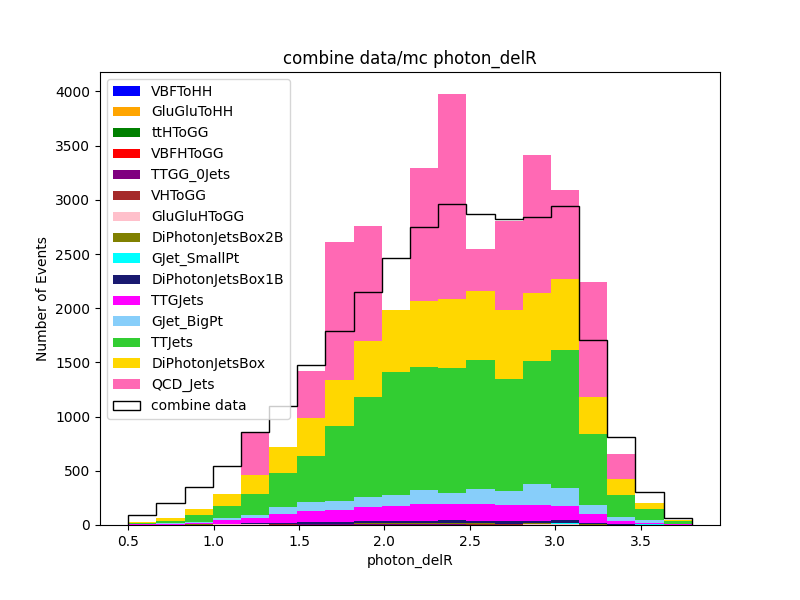 combine data/mc photon_delR
4000
3500
3000
2500
2000
1500
1000
500
0
Number of Events
VBFToHH
GluGluToHH
ttHToGG
VBFHToGG
TTGG_0Jets
VHToGG
GluGluHToGG
DiPhotonJetsBox2B
GJet_SmallPt
DiPhotonJetsBox1B
TTGJets
GJet_BigPt
TTJets
DiPhotonJetsBox
QCD_Jets
combine data
0.5 1.0 1.5 2.0 2.5 3.0 3.5
photon_delR